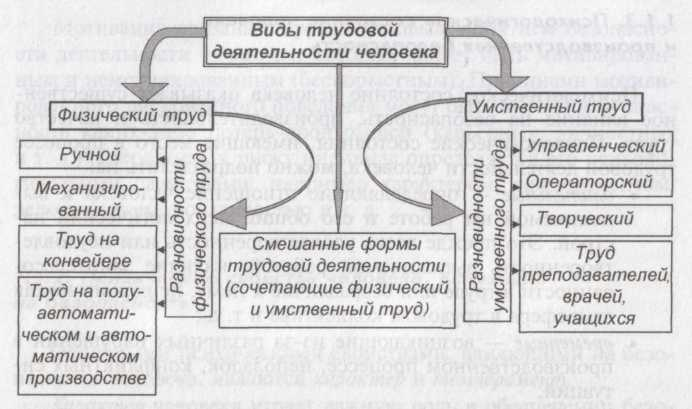 Виды трудовой
деятельности человека
Физический труд
Умственный труд
Ручной
Механизиро-
ванный
Труд на
конвейере
Труд на полу-
автомати-
ческом и авто-
матическом
производстве
Разновидности
физического труда
Смешанные формы
трудовой деятельности
(сочетающие физический
и умственный труд)
Разновидности
умственного труда
Управленческий
Операторский
Творческий
Труд
преподавателей,
врачей,
учащихся